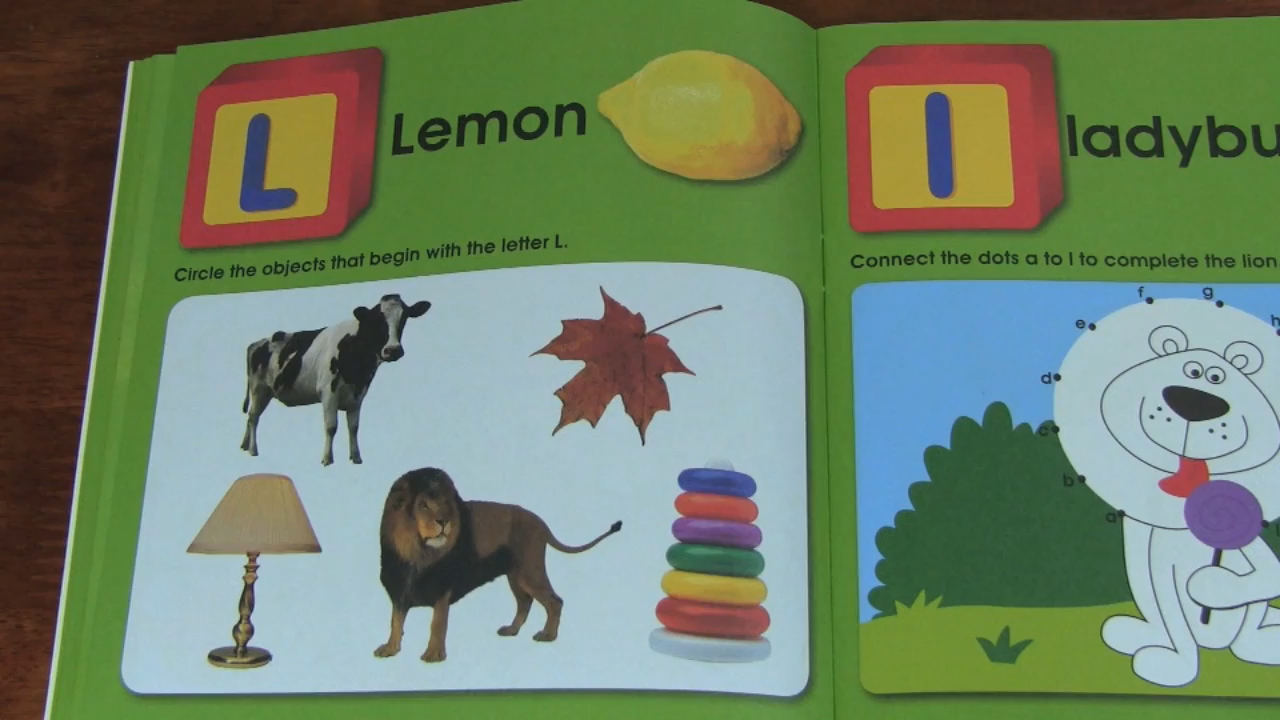 L Lemon
Circle the objects that begin with the letter L.
l ladybu
Connect the dots a to l to complete the lion.
f g
e h
d
c
b
a